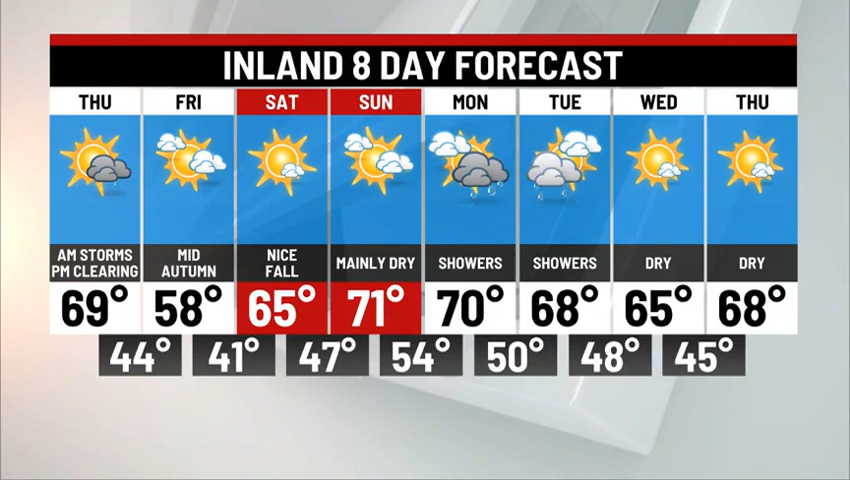 INLAND 8 DAY FORECAST
THU FRI SAT SUN MON TUE WED THU
AM STORMS
PM CLEARING
MID
AUTUMN
NICE
FALL
MAINLY DRY
SHOWERS
SHOWERS
DRY
DRY
69° 58° 65° 71° 70° 68° 65° 68°
44° 41° 47° 54° 50° 48° 45°